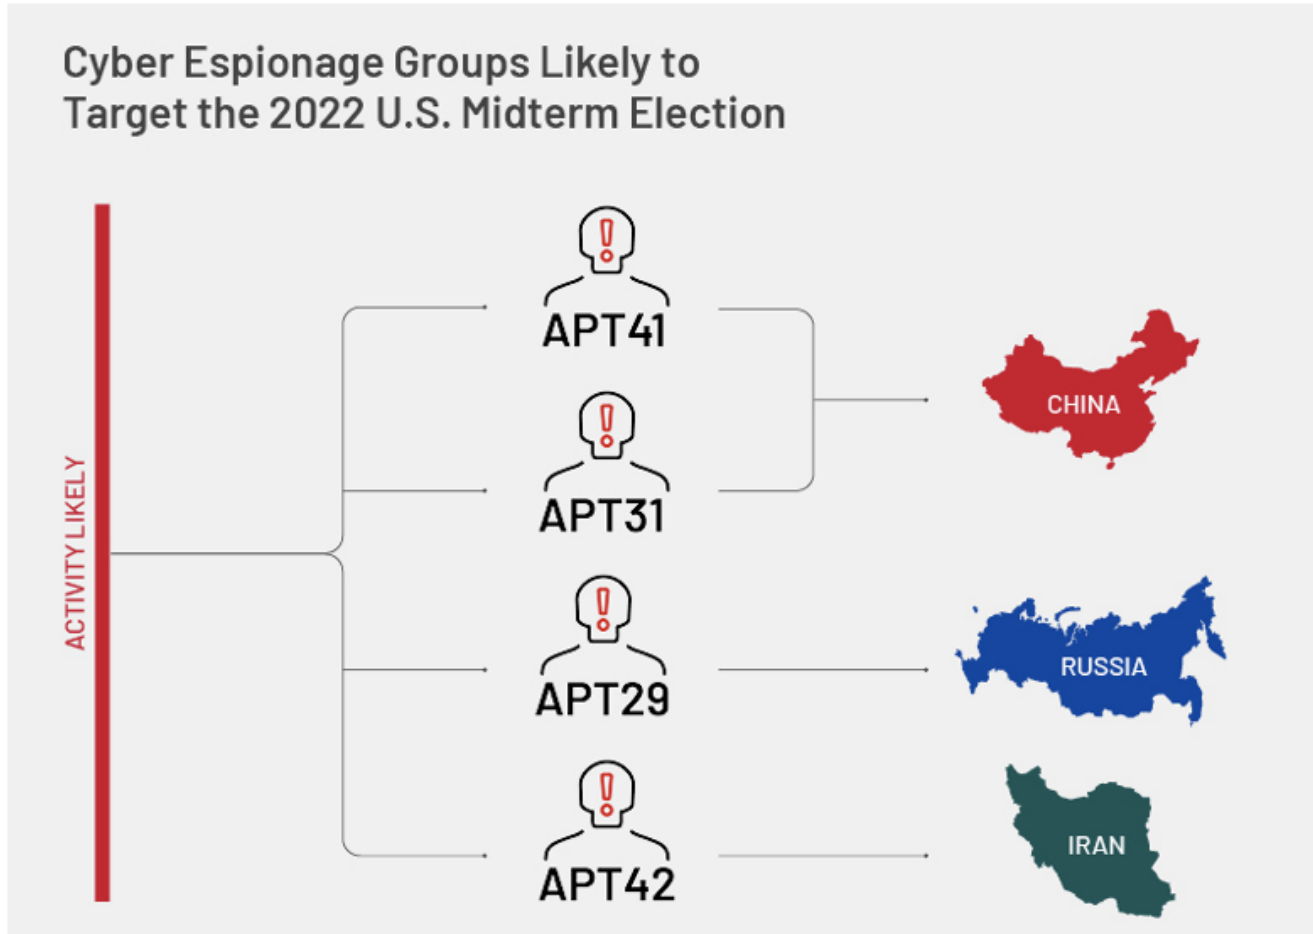 Cyber Espionage Groups Likely to
Target the 2022 U.S. Midterm Election
ACTIVITY LIKELY
APT41
APT31
APT29
APT42
CHINA
RUSSIA
IRAN